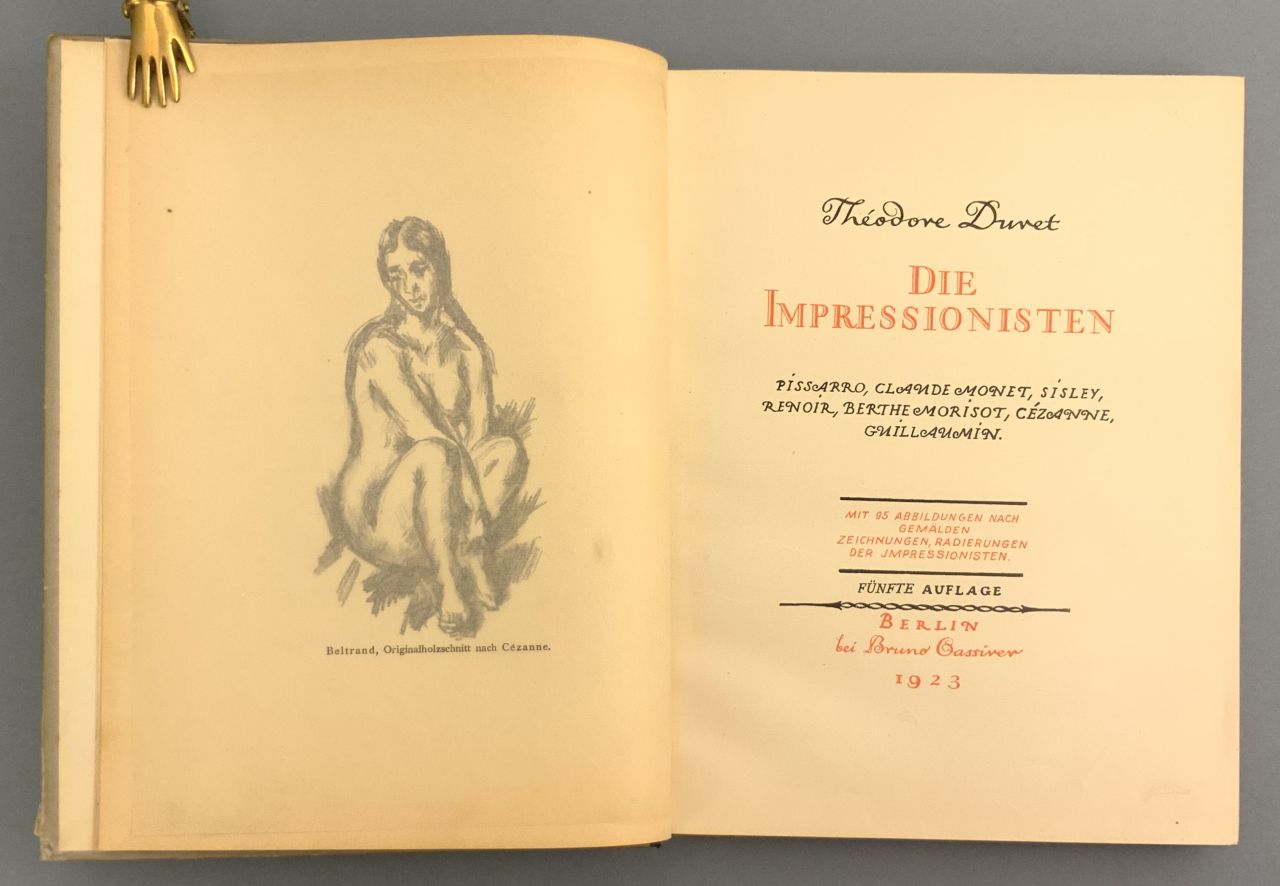 Beltrand, Originalholzschnitt nach Cézanne.
Théodore Duret
DIE
IMPRESSIONISTEN
PISSARRO, CLAUDE MONET, SISLEY,
RENOIR, BERTHE MORISOT, CÉZANNE,
GUILLAUMIN.
MIT 95 ABBILDUNGEN NACH
GEMÄLDEN
ZEICHNUNGEN, RADIERUNGEN
DER JMPRESSIONISTEN.
FÜNFTE AUFLAGE
BERLIN
bei Bruno Cassirer
1923